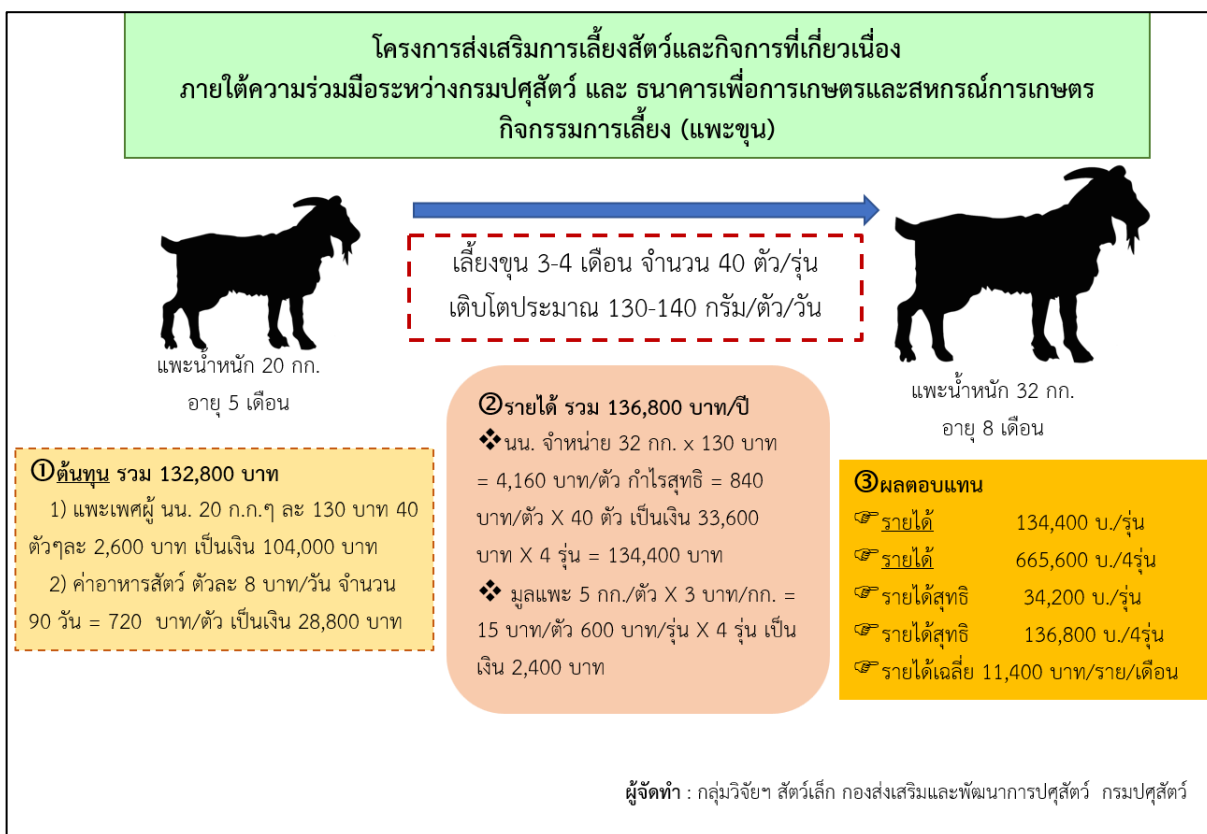 โครงการส่งเสริมการเลี้ยงสัตว์และกิจการที่เกี่ยวเนื่อง
ภายใต้ความร่วมมือระหว่างกรมปศุสัตว์ และ ธนาคารเพื่อการเกษตรและสหกรณ์การเกษตร
กิจกรรมการเลี้ยง (แพะขุน)
เลี้ยงขุน 3-4 เดือน จำนวน 40 ตัว/รุ่น
เติบโตประมาณ 130-140 กรัม/ตัว/วัน
แพะน้ำหนัก 20 กก.
อายุ 5 เดือน
แพะน้ำหนัก 32 กก.
อายุ 8 เดือน
①ต้นทุน รวม 132,800 บาท
1) แพะเพศผู้ นน. 20 ก.ก.ๆ ละ 130 บาท 40
ตัวๆละ 2,600 บาท เป็นเงิน 104,000 บาท
2) ค่าอาหารสัตว์ ตัวละ 8 บาท/วัน จำนวน
90 วัน = 720 บาท/ตัว เป็นเงิน 28,800 บาท
②รายได้ รวม 136,800 บาท/ปี
❖นน. จำหน่าย 32 กก. x 130 บาท
= 4,160 บาท/ตัว กำไรสุทธิ = 840
บาท/ตัว X 40 ตัว เป็นเงิน 33,600
บาท X 4 รุ่น = 134,400 บาท
❖ มูลแพะ 5 กก./ตัว X 3 บาท/กก. =
15 บาท/ตัว 600 บาท/รุ่น X 4 รุ่น เป็น
เงิน 2,400 บาท
③ผลตอบแทน
☞รายได้ 134,400 บ./รุ่น
☞รายได้ 665,600 บ./4รุ่น
☞รายได้สุทธิ 34,200 บ./รุ่น
☞รายได้สุทธิ 136,800 บ./4รุ่น
☞รายได้เฉลี่ย 11,400 บาท/ราย/เดือน
ผู้จัดทำ : กลุ่มวิจัยฯ สัตว์เล็ก กองส่งเสริมและพัฒนาการปศุสัตว์ กรมปศุสัตว์